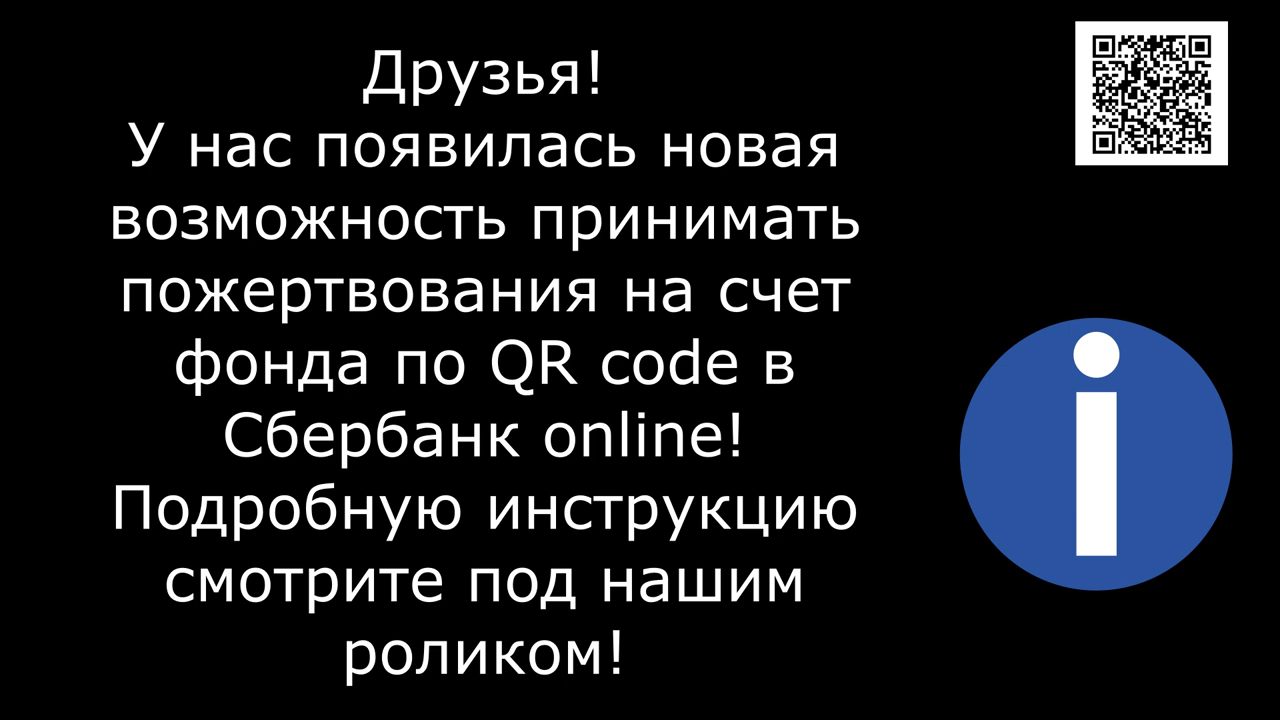 Друзья!
У нас появилась новая
возможность принимать
пожертвования на счет
фонда по QR code в
Сбербанк online!
Подробную инструкцию
смотрите под нашим
роликом!
i